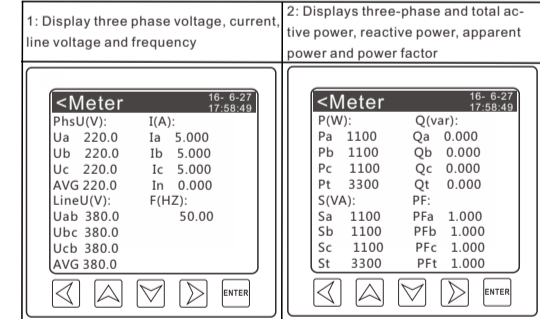 1: Display three phase voltage, current,
line voltage and frequency
<Meter 16- 6-27
17:58:49
PhsU(V): I(A):
Ua 220.0 Ia 5.000
Ub 220.0 Ib 5.000
Uc 220.0 Ic 5.000
AVG 220.0 In 0.000
LineU(V): F(HZ):
Uab 380.0 50.00
Ubc 380.0
Ucb 380.0
AVG 380.0
ENTER
2: Displays three-phase and total ac-
tive power, reactive power, apparent
power and power factor
<Meter 16- 6-27
17:58:49
P(W): Q(var):
Pa 1100 Qa 0.000
Pb 1100 Qb 0.000
Pc 1100 Qc 0.000
Pt 3300 Qt 0.000
S(VA): PF:
Sa 1100 PFa 1.000
Sb 1100 PFb 1.000
Sc 1100 PFc 1.000
St 3300 PFt 1.000
ENTER